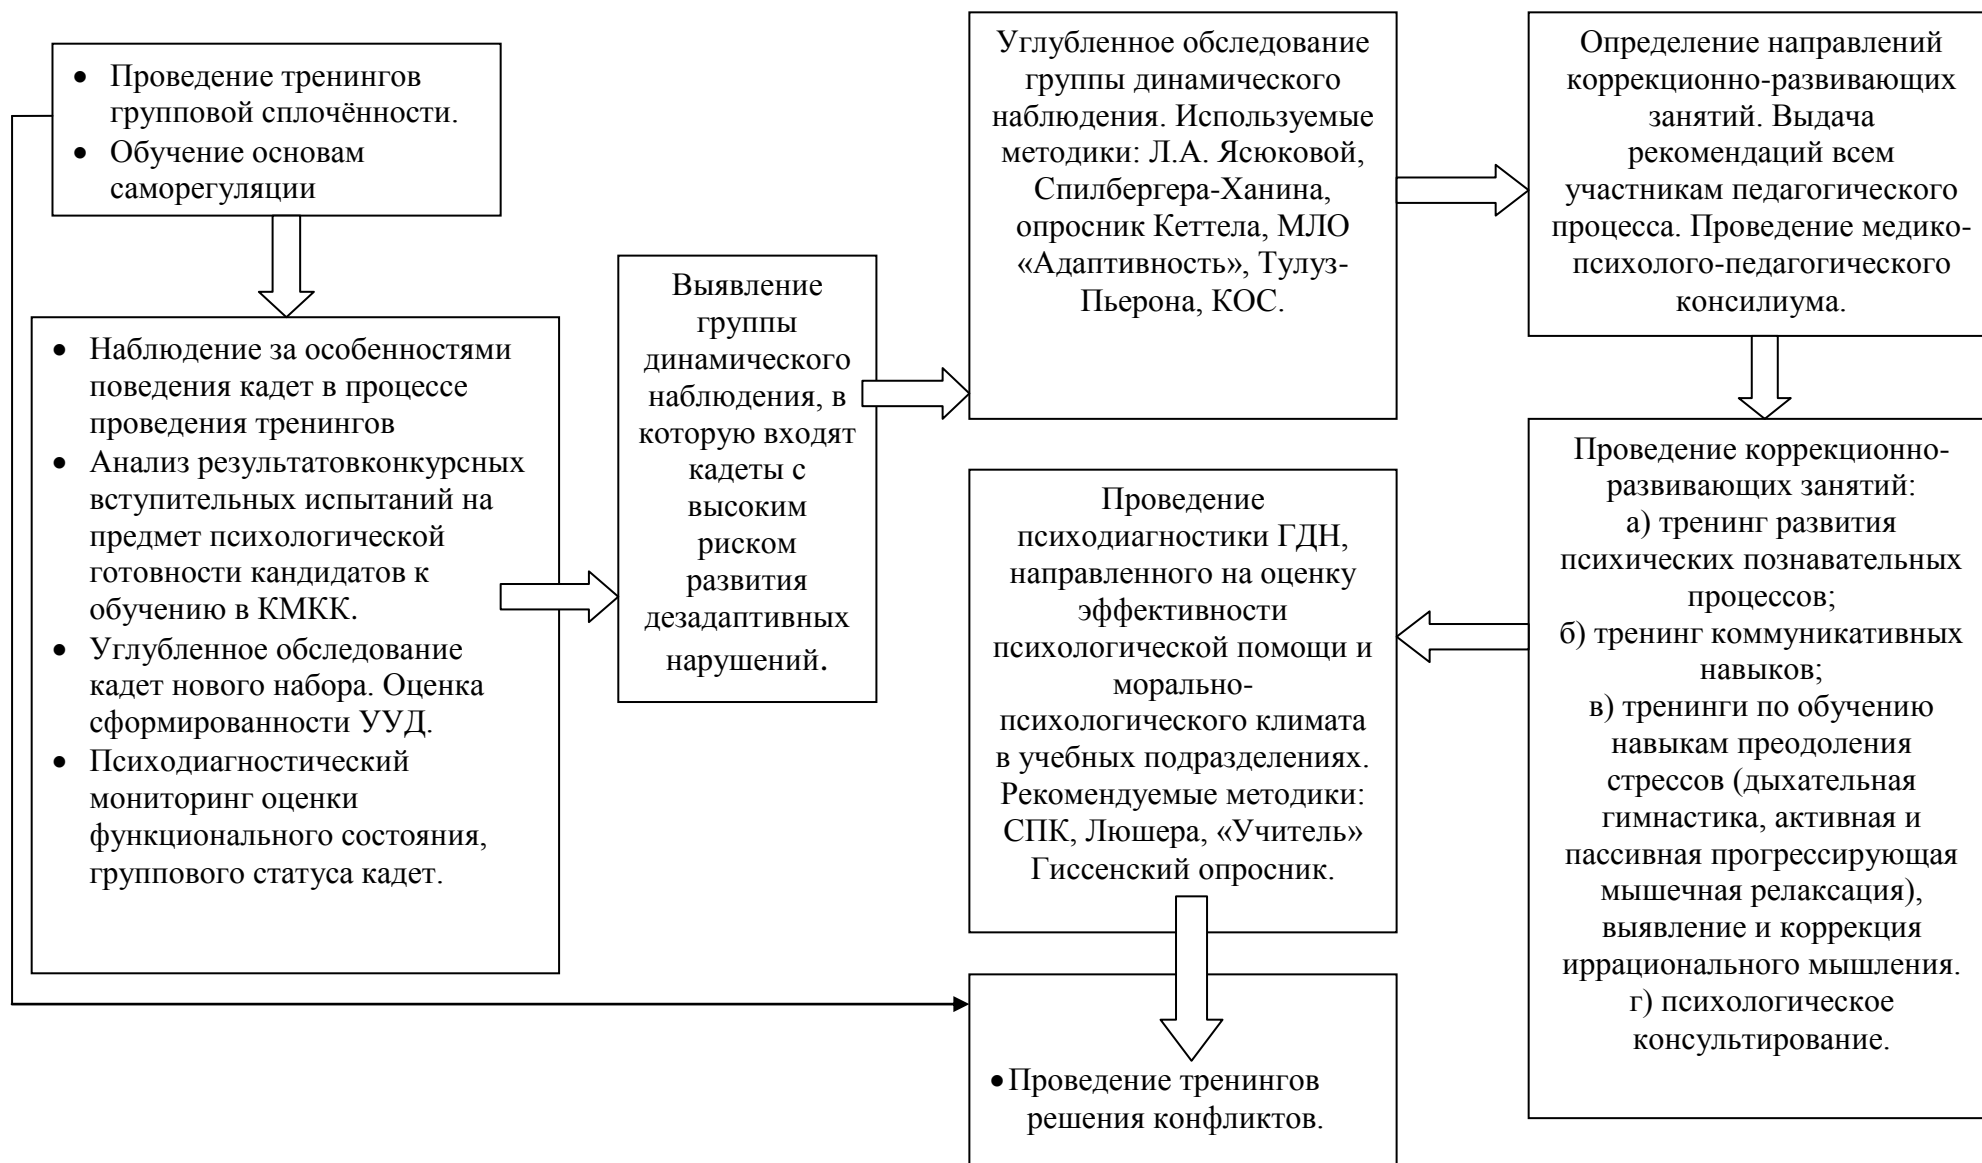 • Проведение тренингов
групповой сплочённости.
• Обучение основам
саморегуляции
• Наблюдение за особенностями
поведения кадет в процессе
проведения тренингов
• Анализ результатовконкурсных
вступительных испытаний на
предмет психологической
готовности кандидатов к
обучению в КМКК.
• Углубленное обследование
кадет нового набора. Оценка
сформированности УУД.
• Психодиагностический
мониторинг оценки
функционального состояния,
группового статуса кадет.
Выявление
группы
динамического
наблюдения, в
которую входят
кадеты с
высоким
риском
развития
дезадаптивных
нарушений.
Углубленное обследование
группы динамического
наблюдения. Используемые
методики: Л.А. Ясюковой,
Спилбергера-Ханина,
опросник Кеттела, МЛО
«Адаптивность», Тулуз-
Пьерона, КОС.
Определение направлений
коррекционно-развивающих
занятий. Выдача
рекомендаций всем
участникам педагогического
процесса. Проведение медико-
психолого-педагогического
консилиума.
Проведение коррекционно-
развивающих занятий:
а) тренинг развития
психических познавательных
процессов;
б) тренинг коммуникативных
навыков;
в) тренинги по обучению
навыкам преодоления
стрессов (дыхательная
гимнастика, активная и
пассивная прогрессирующая
мышечная релаксация),
выявление и коррекция
иррационального мышления.
г) психологическое
консультирование.
Проведение
психодиагностики ГДН,
направленного на оценку
эффективности
психологической помощи и
морально-
психологического климата
в учебных подразделениях.
Рекомендуемые методики:
СПК, Люшера, «Учитель»
Гиссенский опросник.
• Проведение тренингов
решения конфликтов.